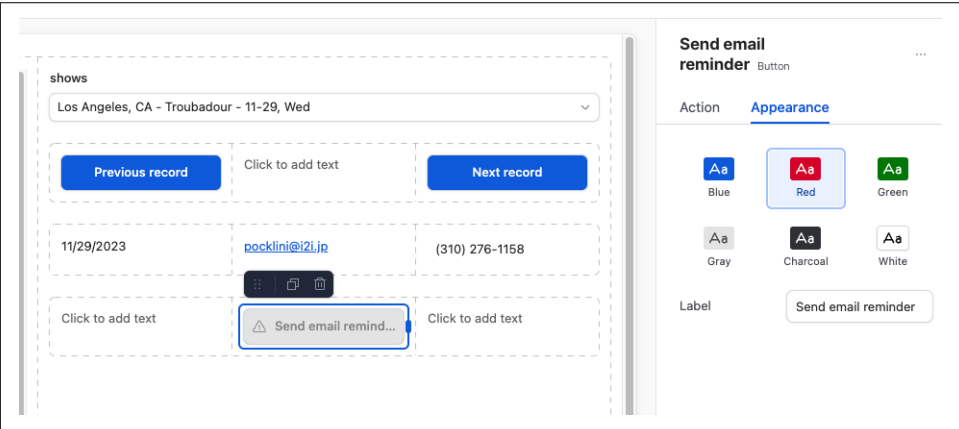 shows
Los Angeles, CA - Troubadour - 11-29, Wed
Previous record
Click to add text
Next record
11/29/2023
pocklini@i2i.jp
(310) 276-1158
Click to add text
Send email remind...
Click to add text
Send email
reminder Button
...
Action Appearance
Aa Aa Aa
Blue Red Green
Aa Aa Aa
Gray Charcoal White
Label Send email reminder